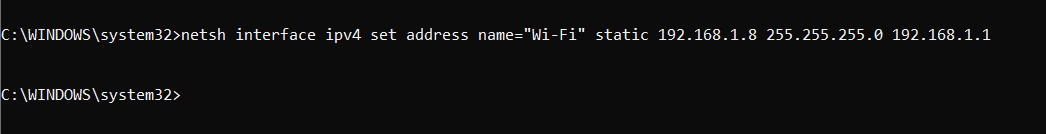 C:\WINDOWS\system32>netsh interface ipv4 set address name="Wi-Fi" static 192.168.1.8 255.255.255.0 192.168.1.1
C:\WINDOWS\system32>